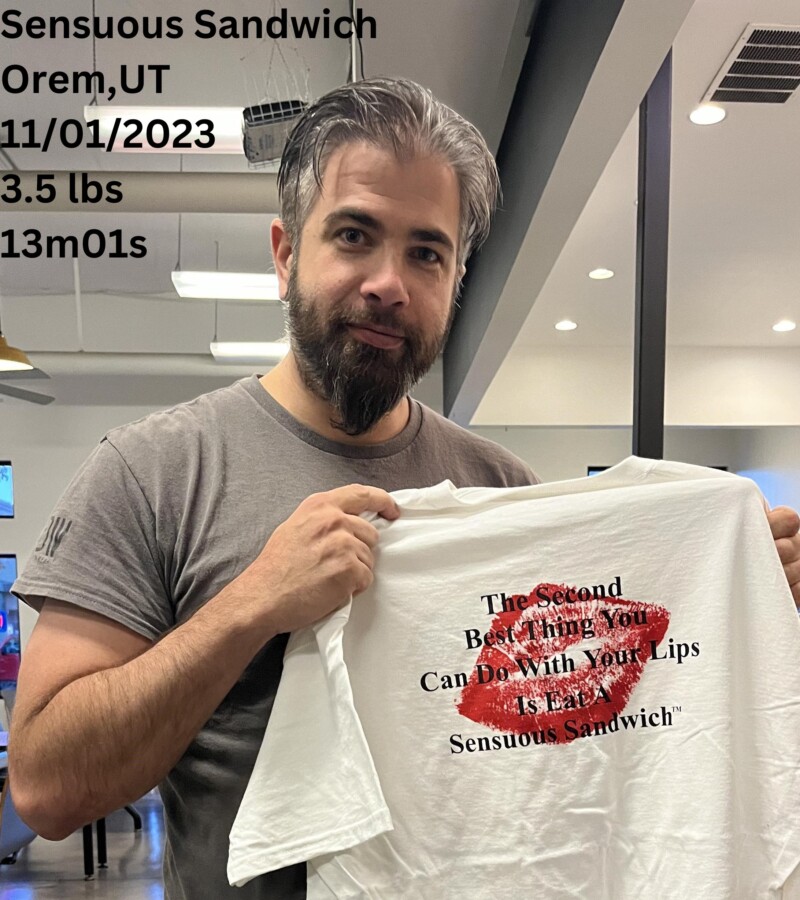 Sensuous Sandwich
Orem,UT
11/01/2023
3.5 lbs
13m01s
The Second
Best Thing You
Can Do With Your Lips
Is Eat A
Sensuous Sandwich™